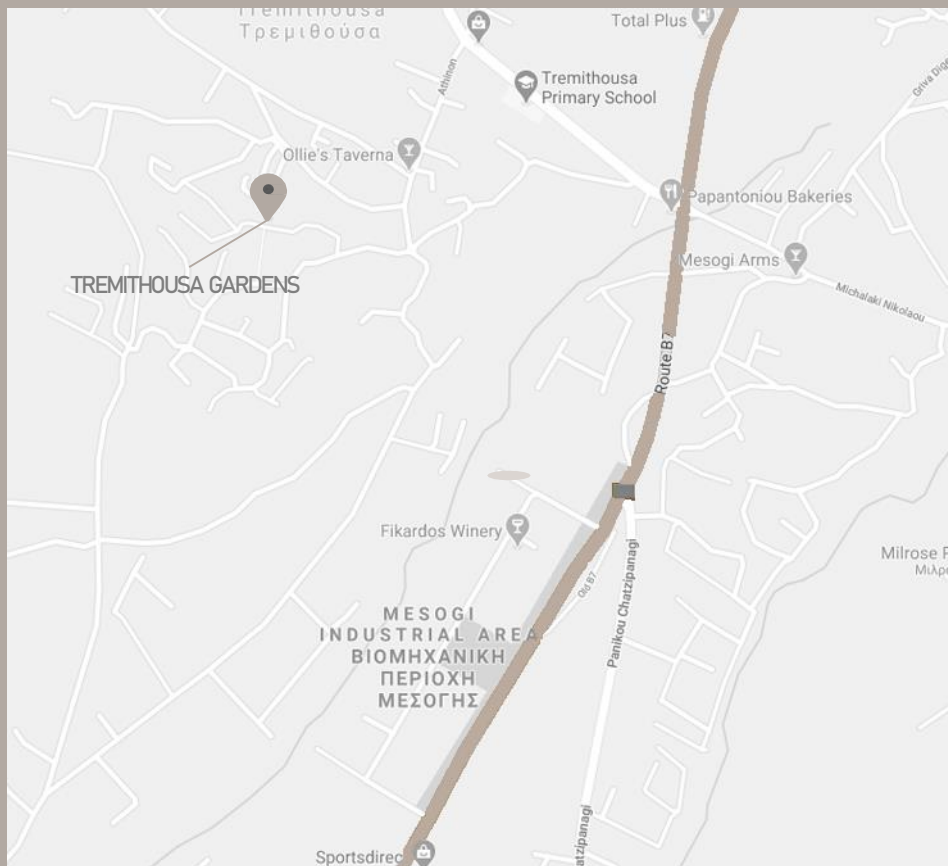 Tremithousa
Τρεμιθούσα
Total Plus
Athinon
Tremithousa
Primary School
Ollie's Taverna
Papantoniou Bakeries
Mesogi Arms
TREMITHOUSA GARDENS
Michalaki Nikolaou
Route B7
Fikardos Winery
Old B7
Panikou Chatzipanagi
Milrose
MESOGI
INDUSTRIAL AREA
ΒΙΟΜΗΧΑΝΙΚΗ
ΠΕΡΙΟΧΗ
ΜΕΣΟΓΗΣ
Sportsdirec